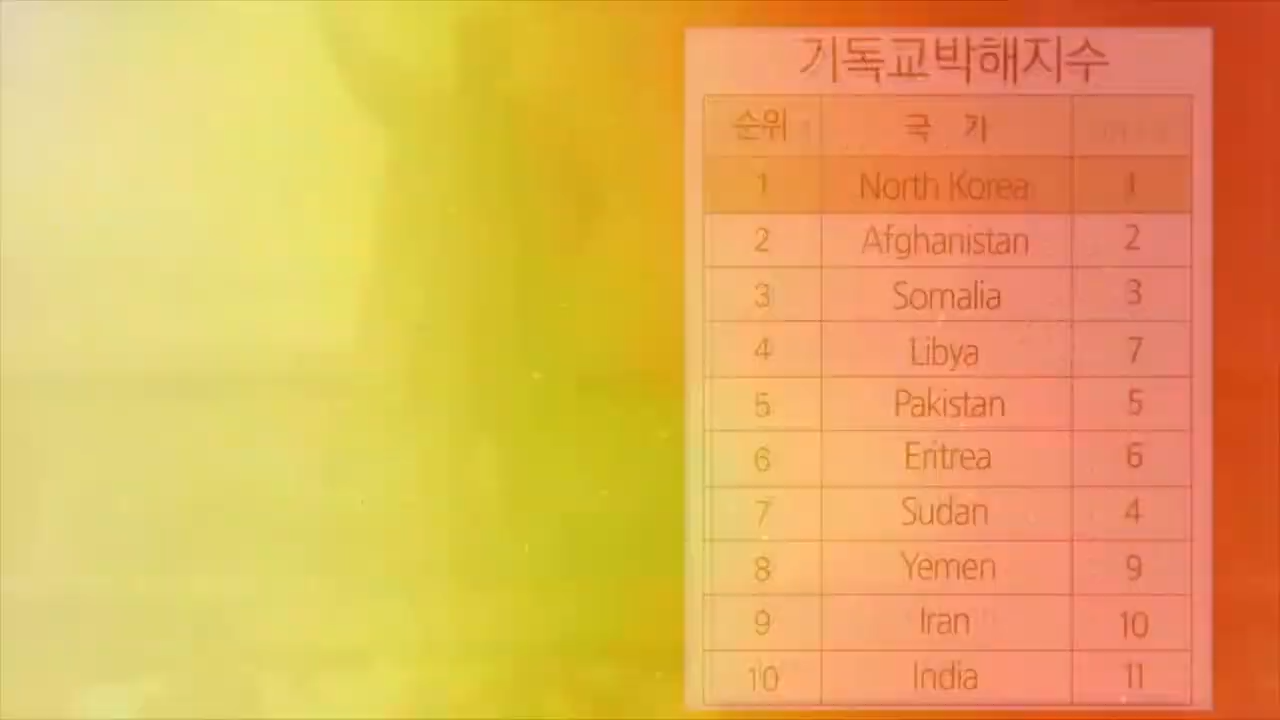 기독교박해지수
순위 국 가
1 North Korea 1
2 Afghanistan 2
3 Somalia 3
4 Libya 7
5 Pakistan 5
6 Eritrea 6
7 Sudan 4
8 Yemen 9
9 Iran 10
10 India 11